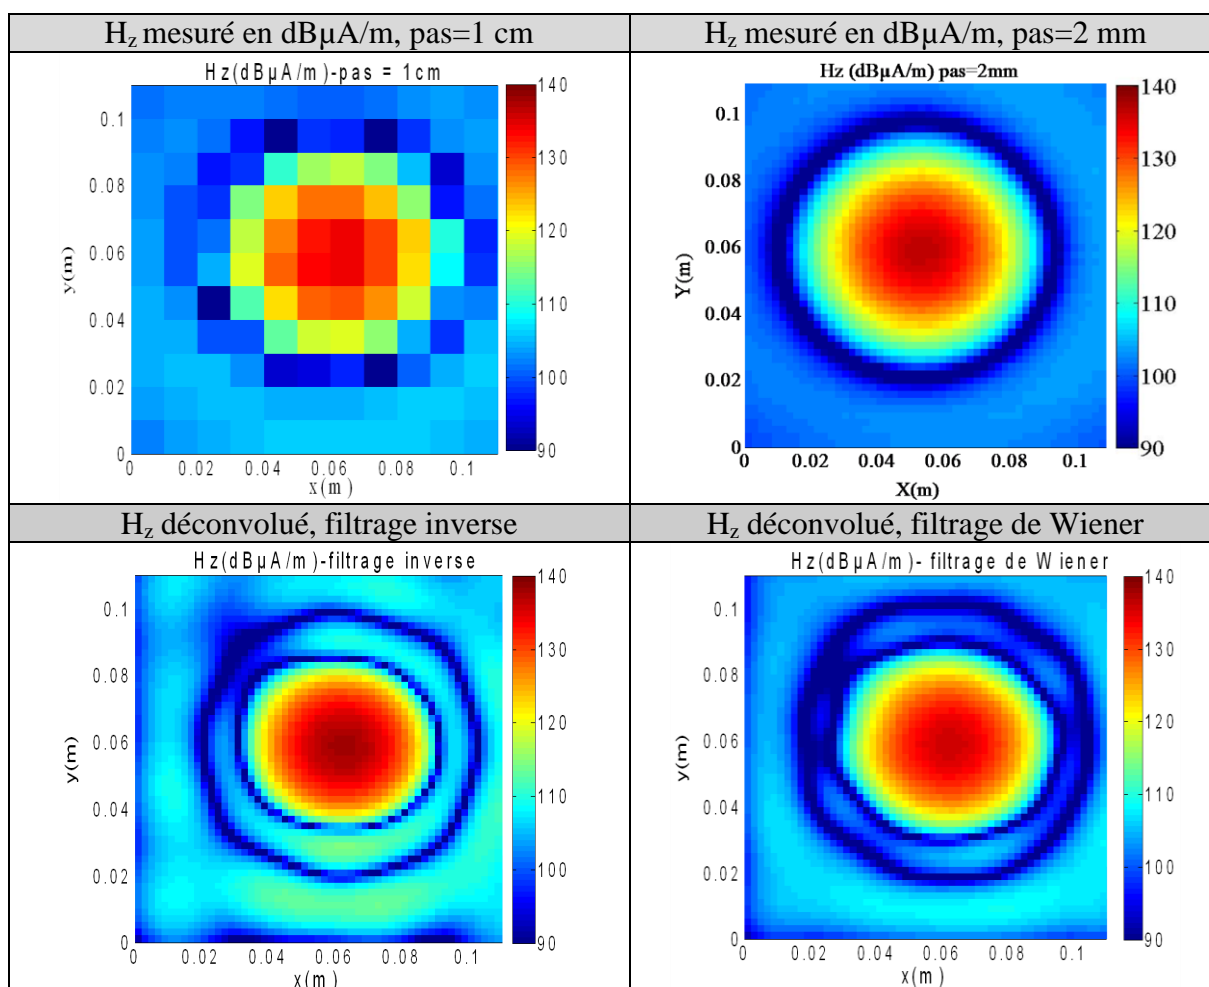 H_z mesuré en dBµA/m, pas=1 cm
H_z mesuré en dBµA/m, pas=2 mm
Hz(dBµA/m)-pas = 1cm
0.1
0.08
0.06
0.04
0.02
0
y(m)
0 0.02 0.04 0.06 0.08 0.1
x(m)
140
130
120
110
100
90
Hz (dBµA/m) pas=2mm
0.1
0.08
0.06
0.04
0.02
0
Y(m)
0 0.02 0.04 0.06 0.08 0.1
X(m)
140
130
120
110
100
90
H_z déconvolué, filtrage inverse
H_z déconvolué, filtrage de Wiener
Hz(dBµA/m)-filtrage inverse
0.1
0.08
0.06
0.04
0.02
0
y(m)
0 0.02 0.04 0.06 0.08 0.1
x(m)
140
130
120
110
100
90
Hz(dBµA/m)- filtrage de Wiener
0.1
0.08
0.06
0.04
0.02
0
y(m)
0 0.02 0.04 0.06 0.08 0.1
x(m)
140
130
120
110
100
90